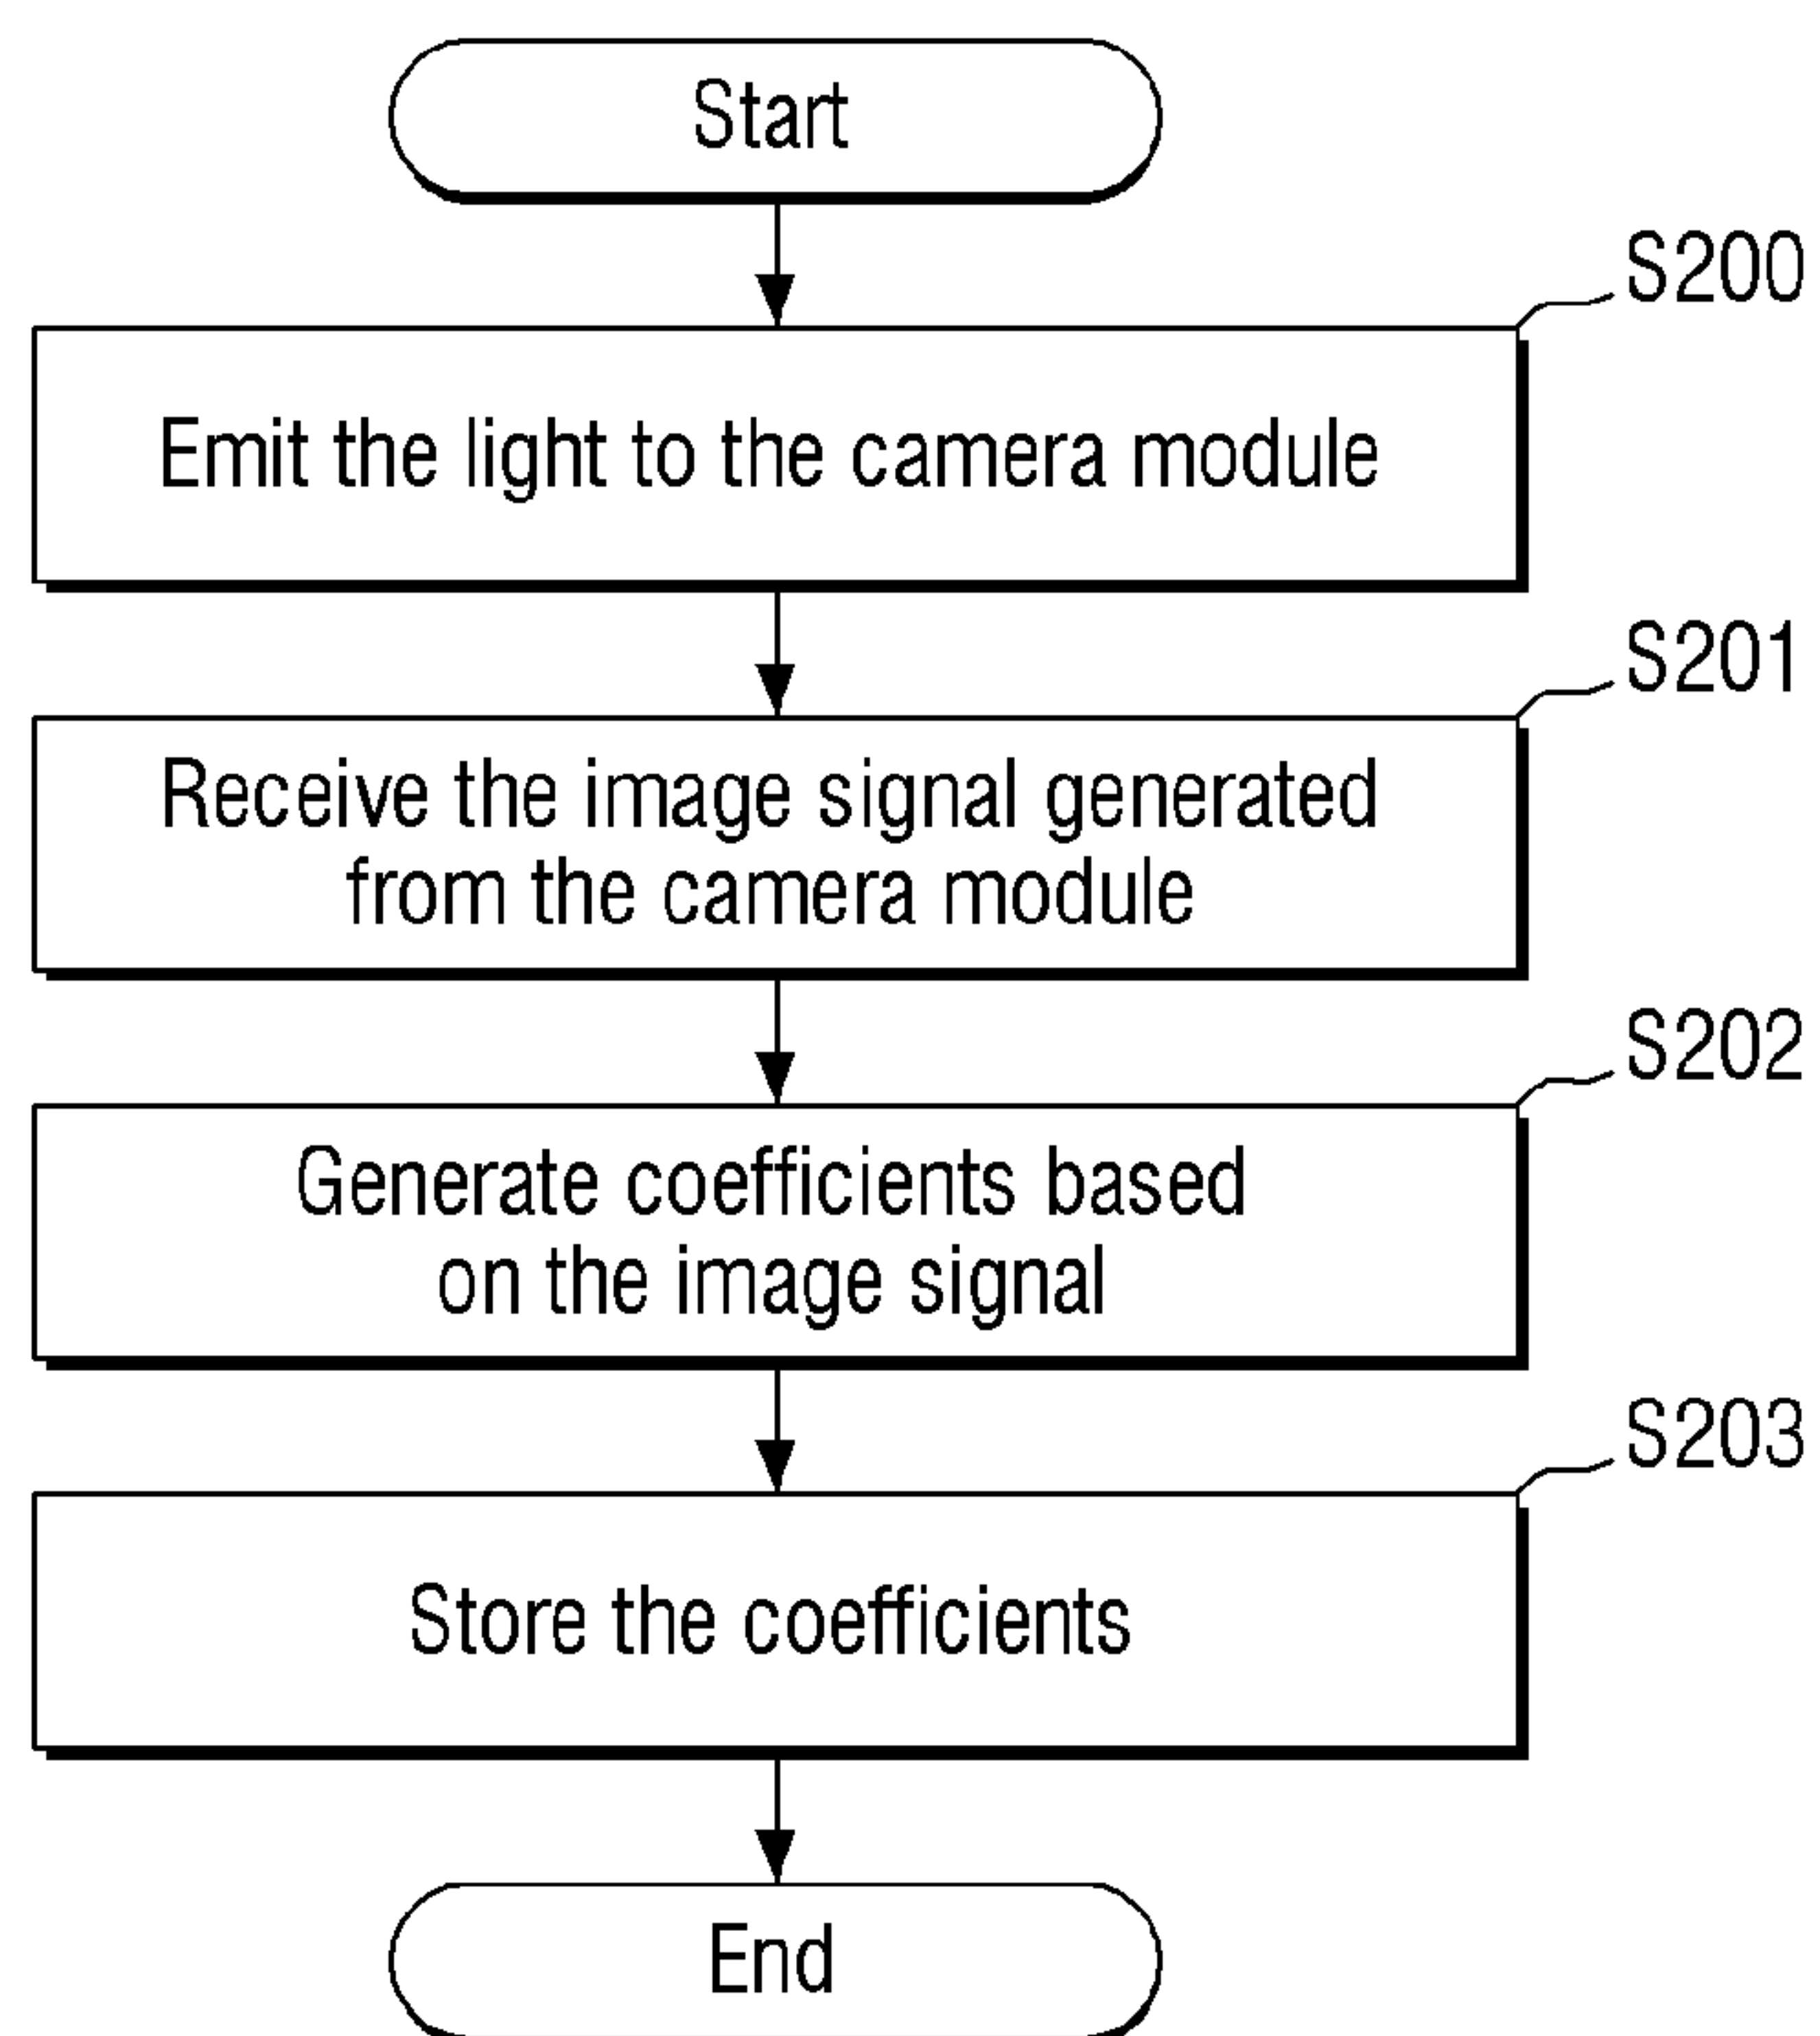 Start
S200
Emit the light to the camera module
S201
Receive the image signal generated
from the camera module
S202
Generate coefficients based
on the image signal
S203
Store the coefficients
End